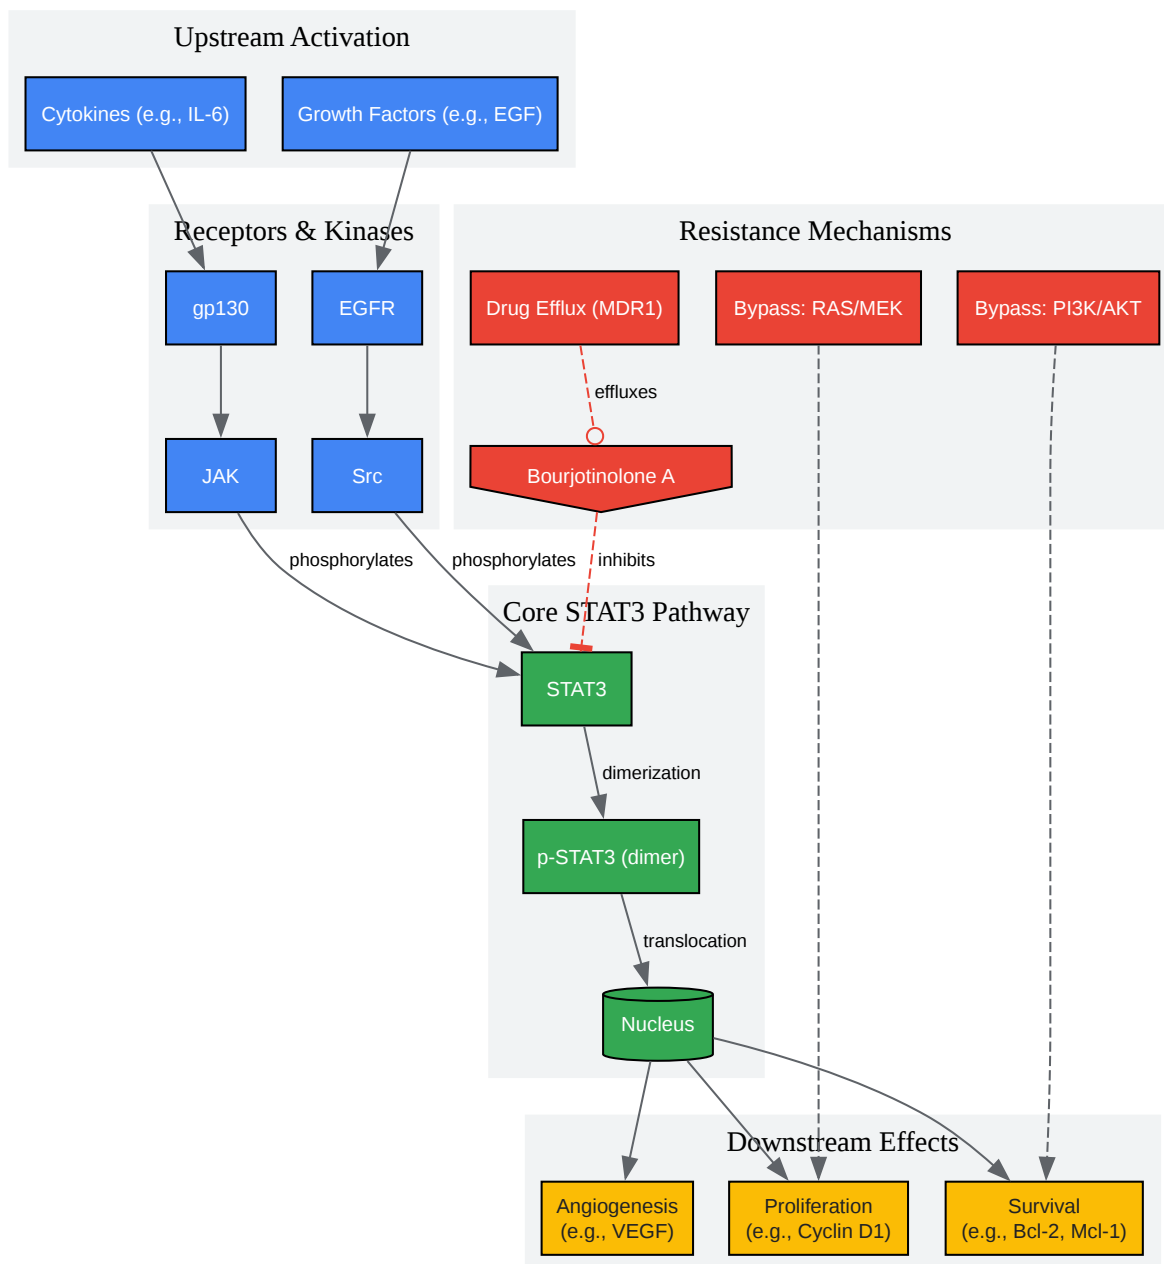 Upstream Activation
Cytokines (e.g., IL-6)
Growth Factors (e.g., EGF)
Receptors & Kinases
Resistance Mechanisms
gp130
EGFR
Drug Efflux (MDR1)
Bypass: RAS/MEK
Bypass: PI3K/AKT
effluxes
JAK
Src
Bourjotinolone A
phosphorylates
phosphorylates
inhibits
Core STAT3 Pathway
STAT3
dimerization
p-STAT3 (dimer)
translocation
Nucleus
Downstream Effects
Angiogenesis
(e.g., VEGF)
Proliferation
(e.g., Cyclin D1)
Survival
(e.g., Bcl-2, Mcl-1)